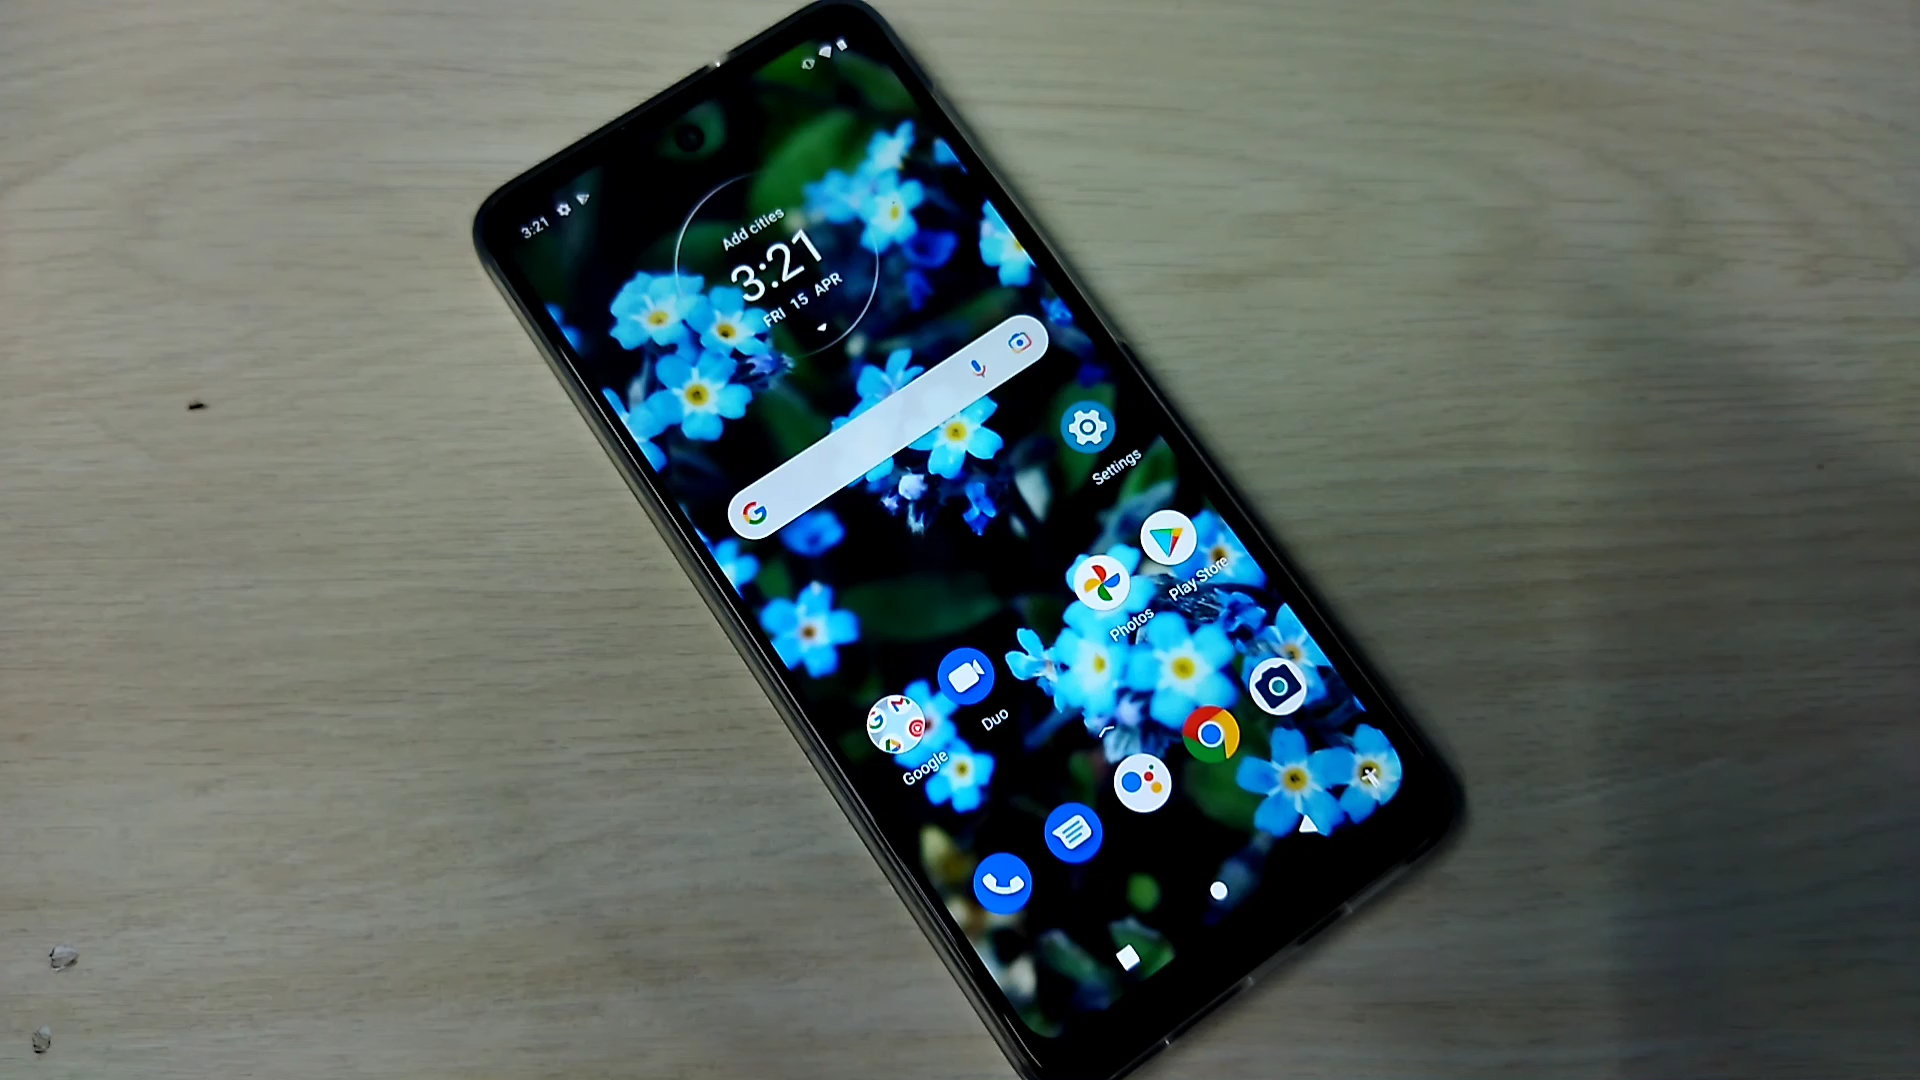 3:21
Add cities
3:21
FRI 15 APR
Settings
Play Store
Photos
Duo
Google